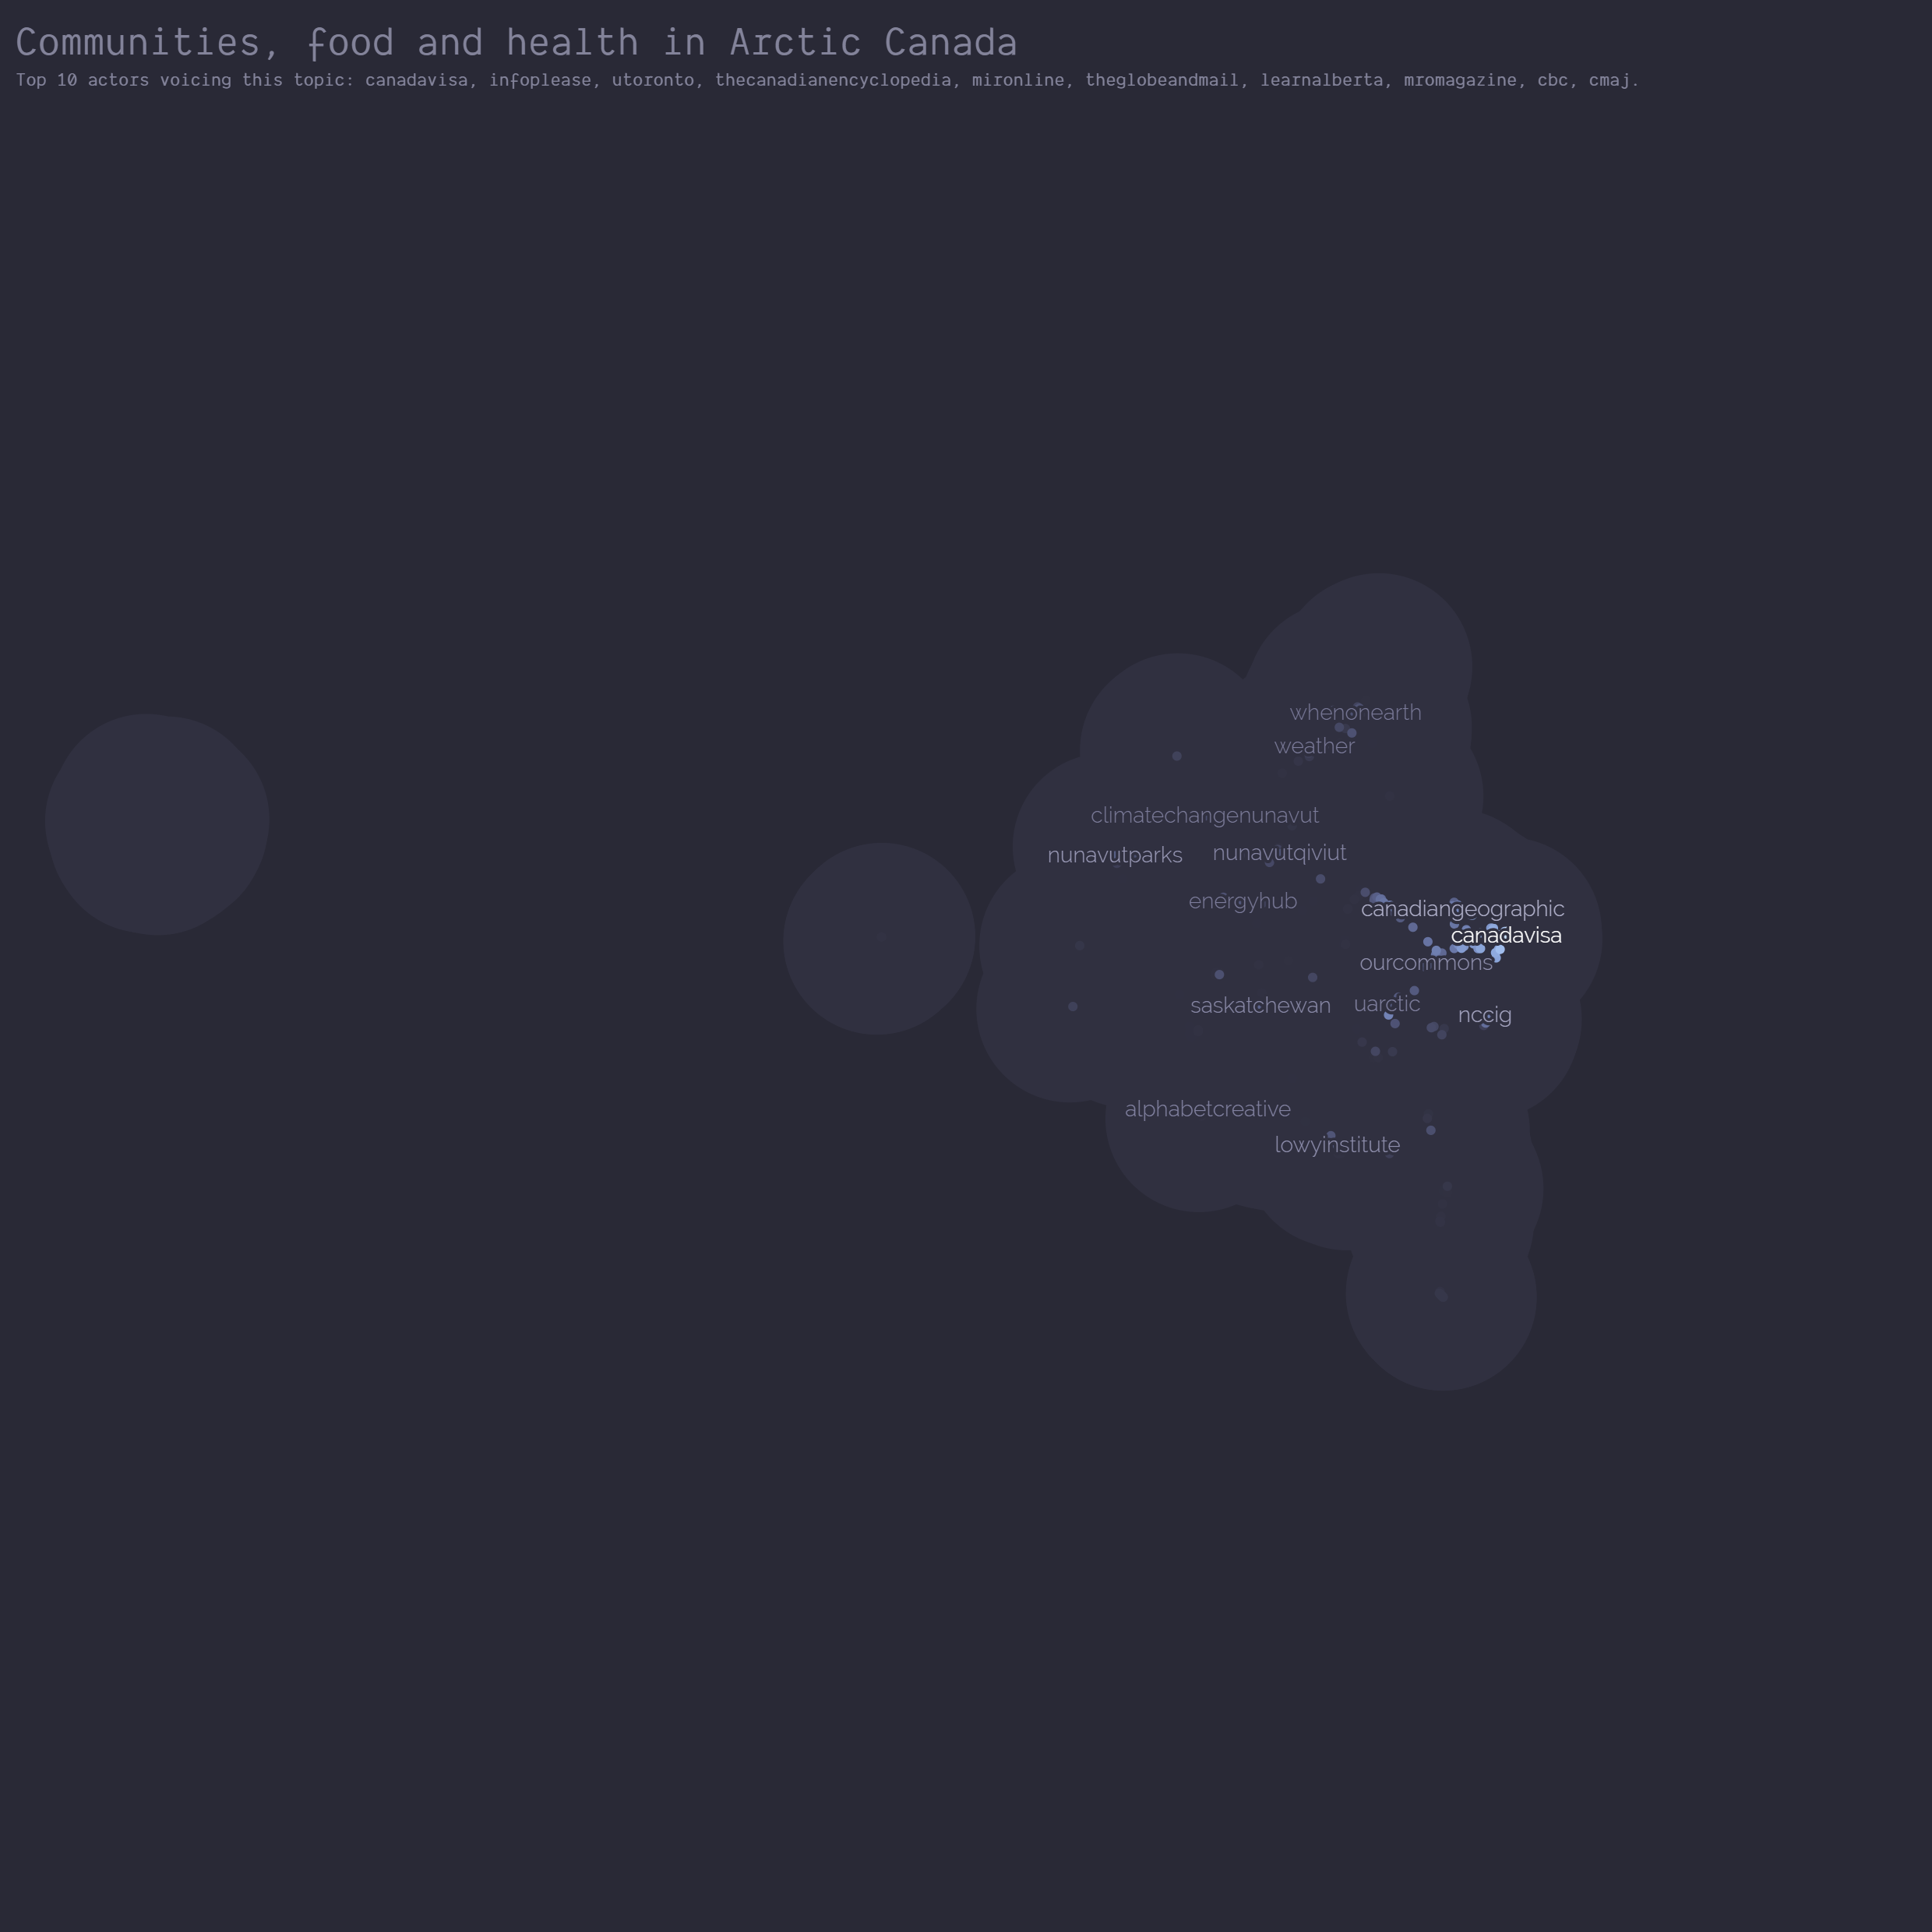 Communities, food and health in Arctic Canada
Top 10 actors voicing this topic: canadavisa, infoplease, utoronto, thecanadianencyclopedia, mironline, theglobeandmail, learnalberta, mromagazine, cbc, cmaj.
whenonearth
weather
climatechangenunavut
nunavutparks
nunavutqiviut
energyhub
canadiangeographic
canadavisa
ourcommons
saskatchewan
uarctic
nccig
alphabetcreative
lowyinstitute